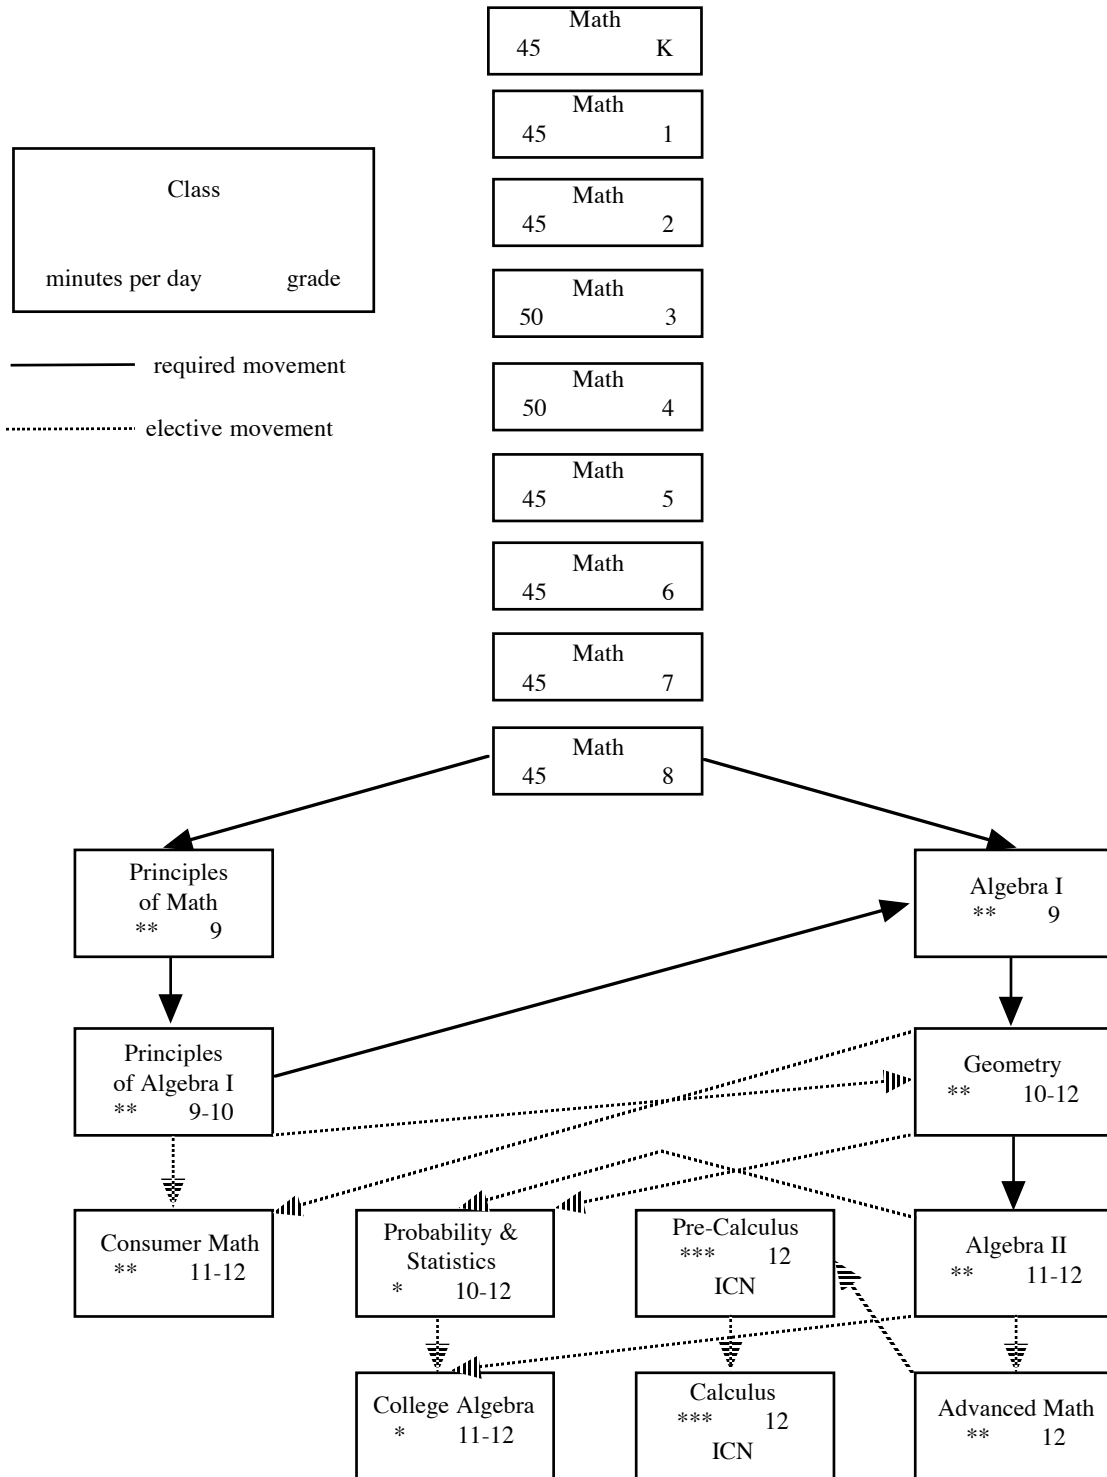 Math
45 K
Math
45 1
Class
minutes per day grade
Math
45 2
Math
50 3
required movement
Math
50 4
elective movement
Math
45 5
Math
45 6
Math
45 7
Math
45 8
Principles
of Math
** 9
Algebra I
** 9
Principles
of Algebra I
** 9-10
Geometry
** 10-12
Consumer Math
** 11-12
Probability &
Statistics
* 10-12
Pre-Calculus
*** 12
ICN
Algebra II
** 11-12
College Algebra
* 11-12
Calculus
*** 12
ICN
Advanced Math
** 12